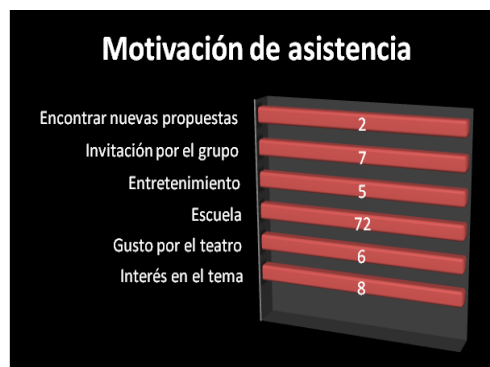 Motivación de asistencia
Encontrar nuevas propuestas
2
Invitación por el grupo
7
Entretenimiento
5
Escuela
72
Gusto por el teatro
6
Interés en el tema
8